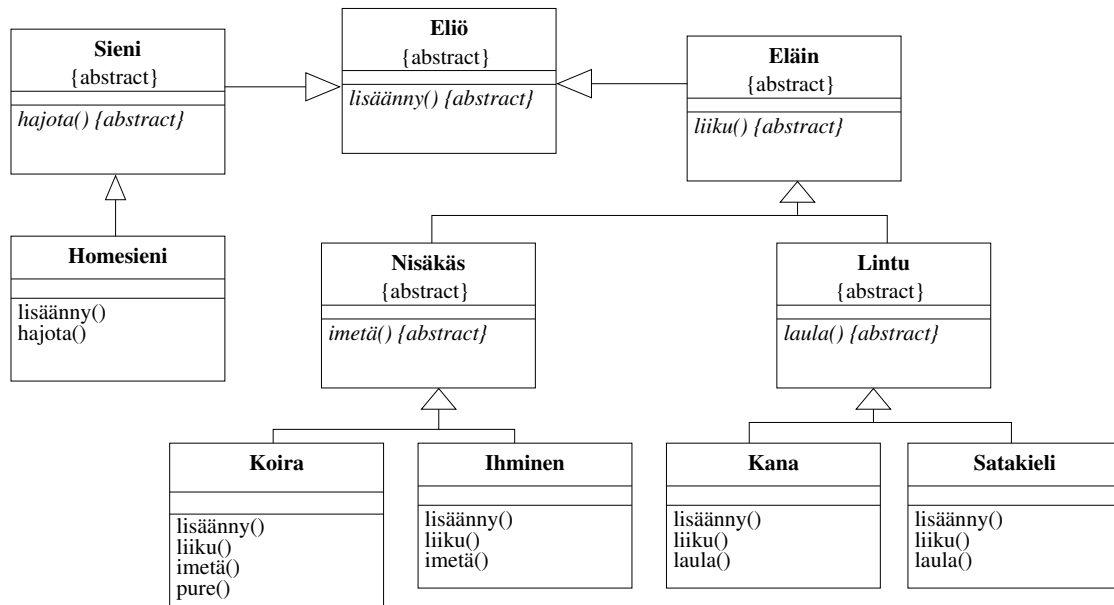 Sieni
{abstract}
hajota() {abstract}
Eliö
{abstract}
lisäänny() {abstract}
Eläin
{abstract}
liiku() {abstract}
Homesieni
lisäänny()
hajota()
Nisäkäs
{abstract}
imetä() {abstract}
Lintu
{abstract}
laula() {abstract}
Koira
lisäänny()
liiku()
imetä()
pure()
Ihminen
lisäänny()
liiku()
imetä()
Kana
lisäänny()
liiku()
laula()
Satakieli
lisäänny()
liiku()
laula()